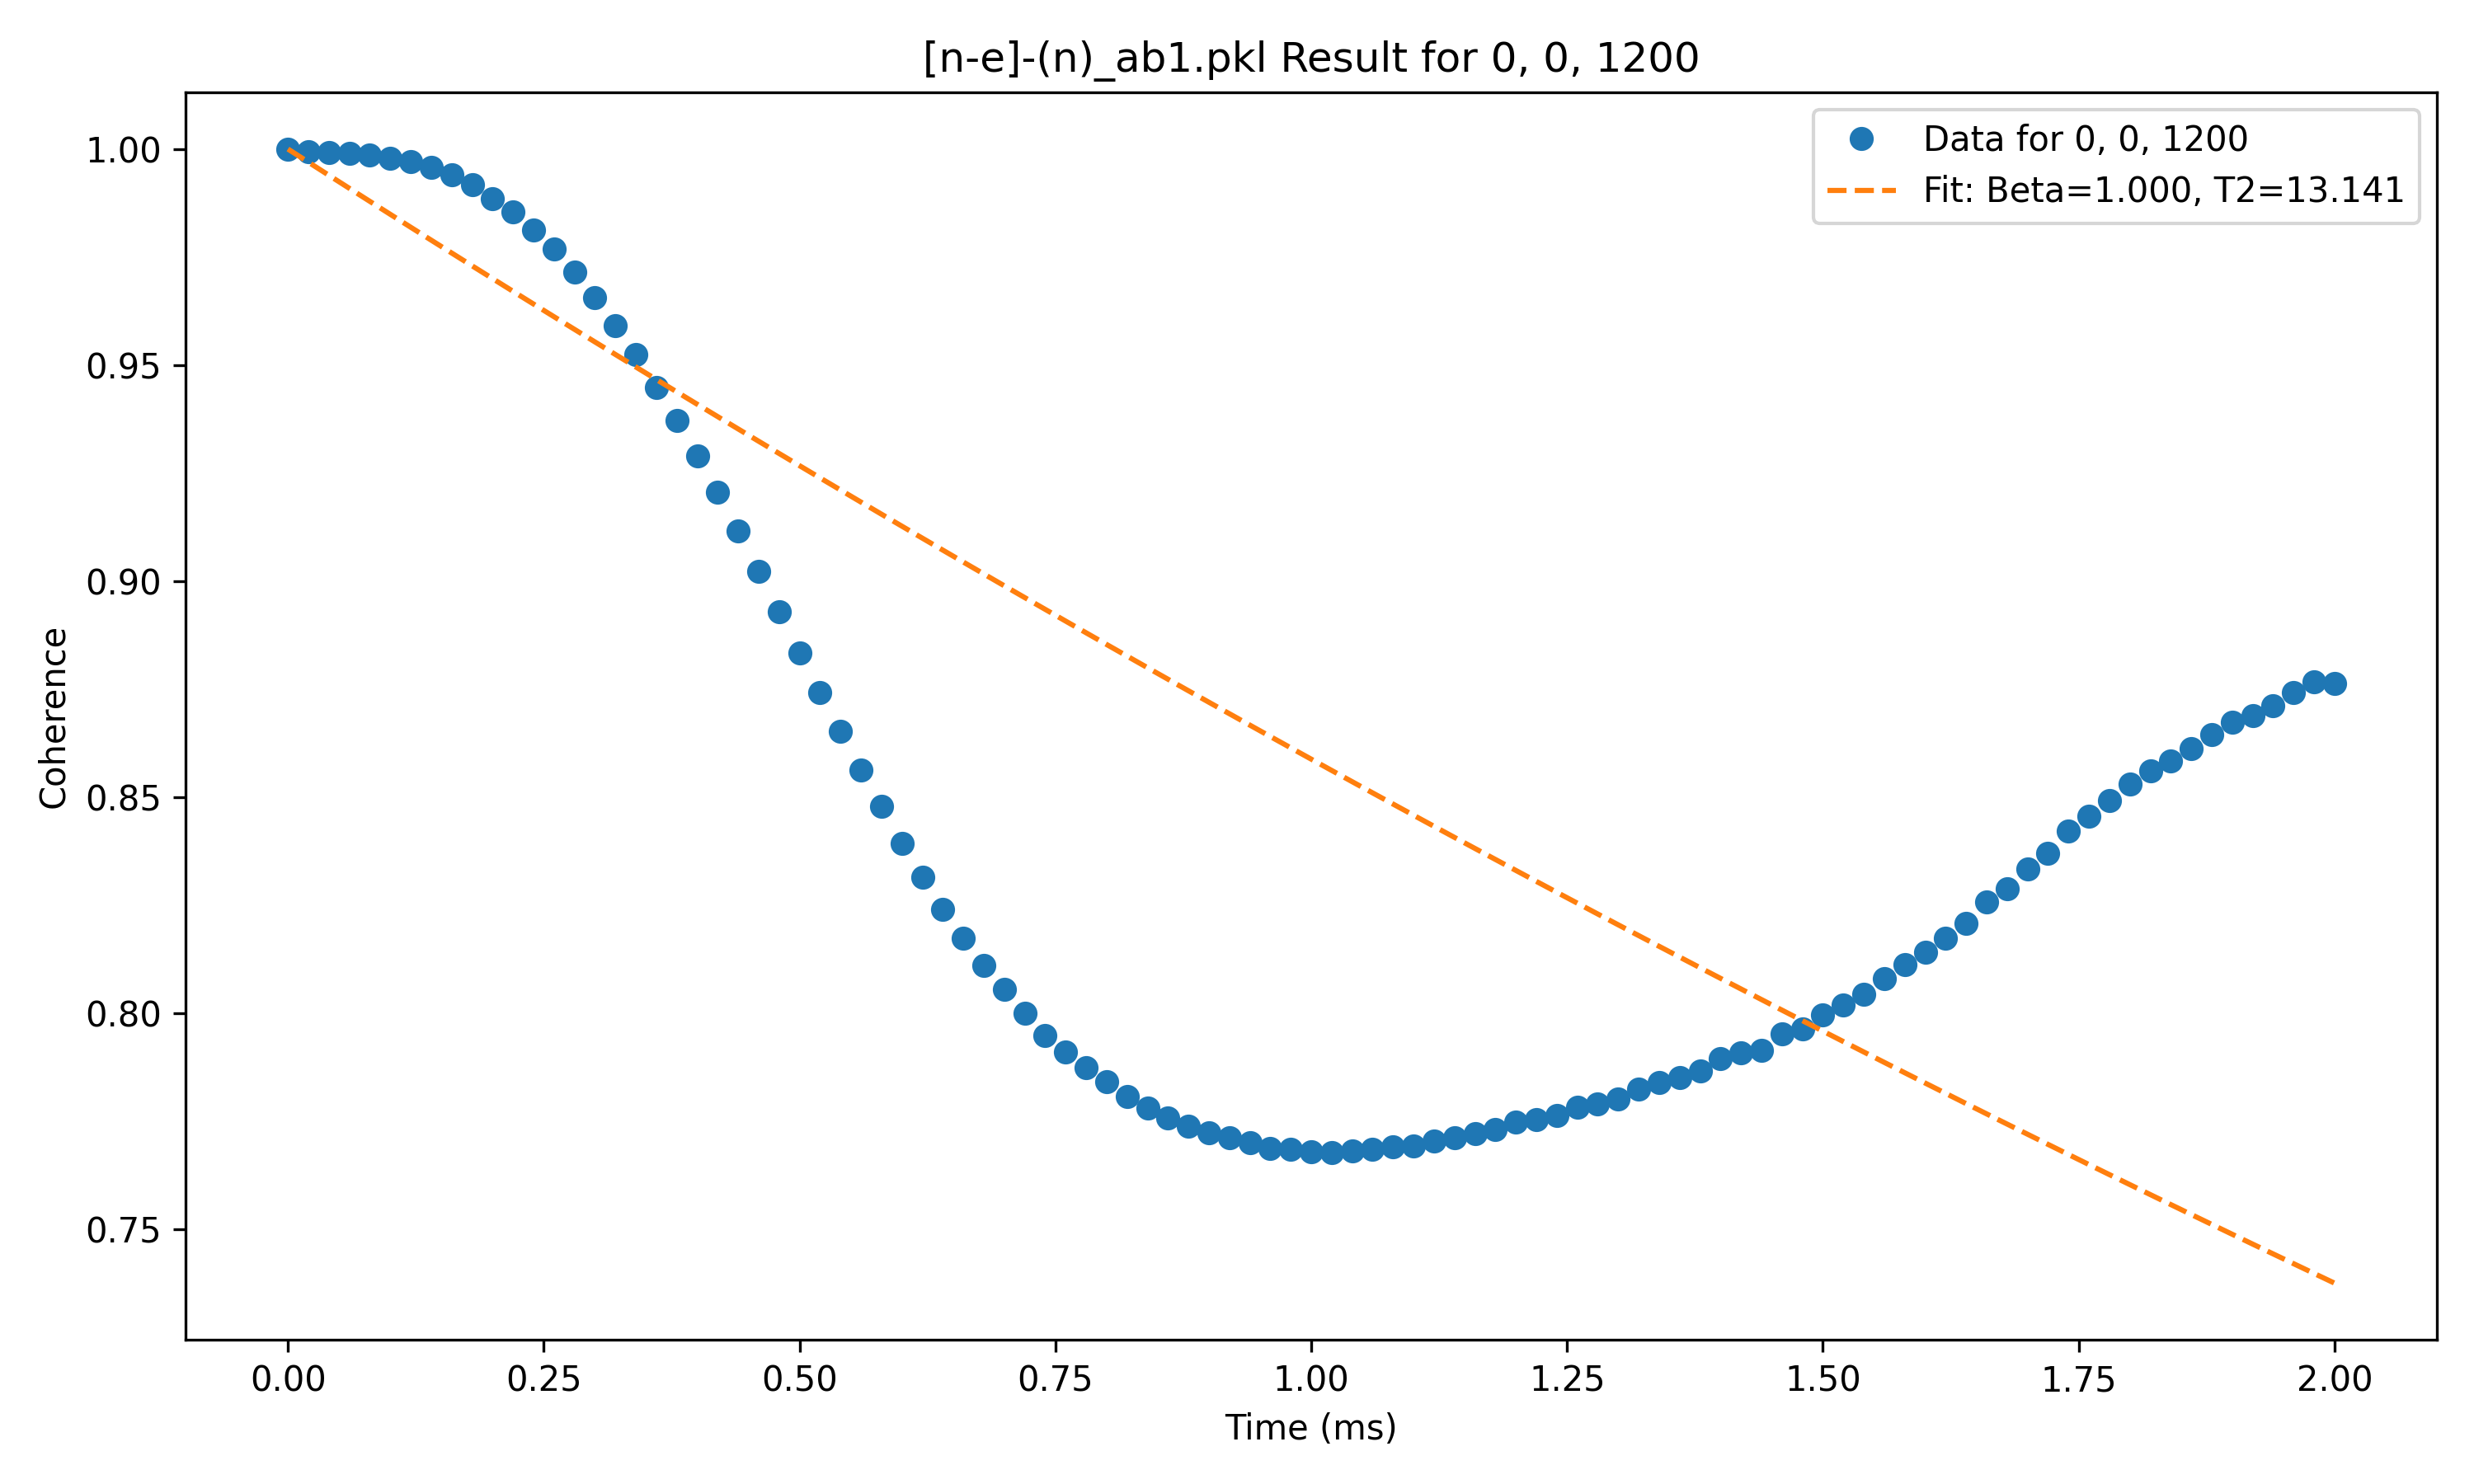 [n-e]-(n)_ab1.pkl Result for 0, 0, 1200
Data for 0, 0, 1200
Fit: Beta=1.000, T2=13.141
Coherence
1.00
0.95
0.90
0.85
0.80
0.75
0.00 0.25 0.50 0.75 1.00 1.25 1.50 1.75 2.00
Time (ms)